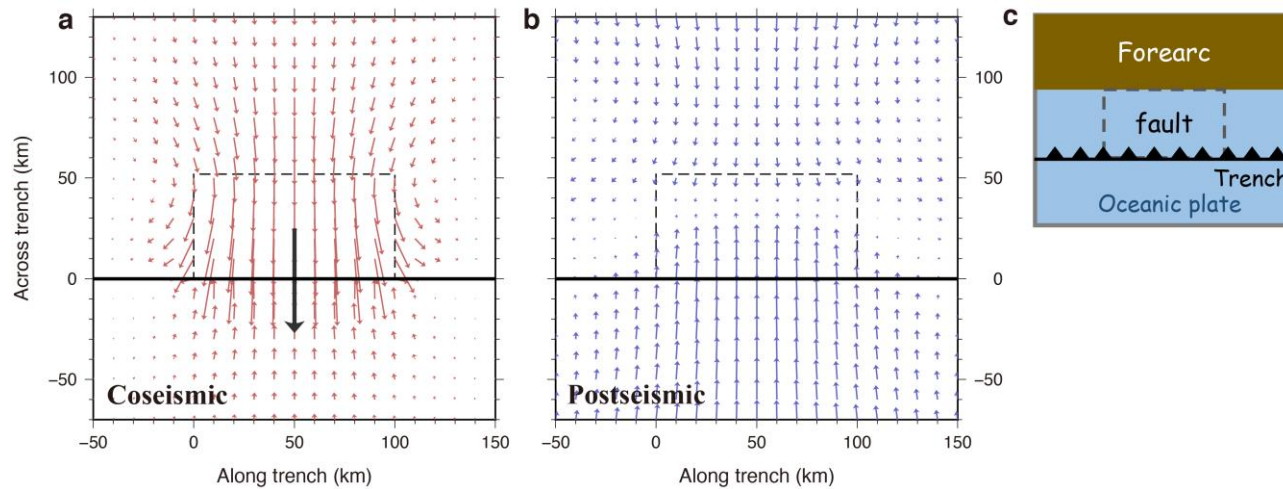 a
b
c
Across trench (km)
100
50
0
−50
Coseismic
−50
0
50
100
150
Along trench (km)
Postseismic
−50
0
50
100
150
Along trench (km)
100
50
0
−50
Forearc
fault
Trench
Oceanic plate